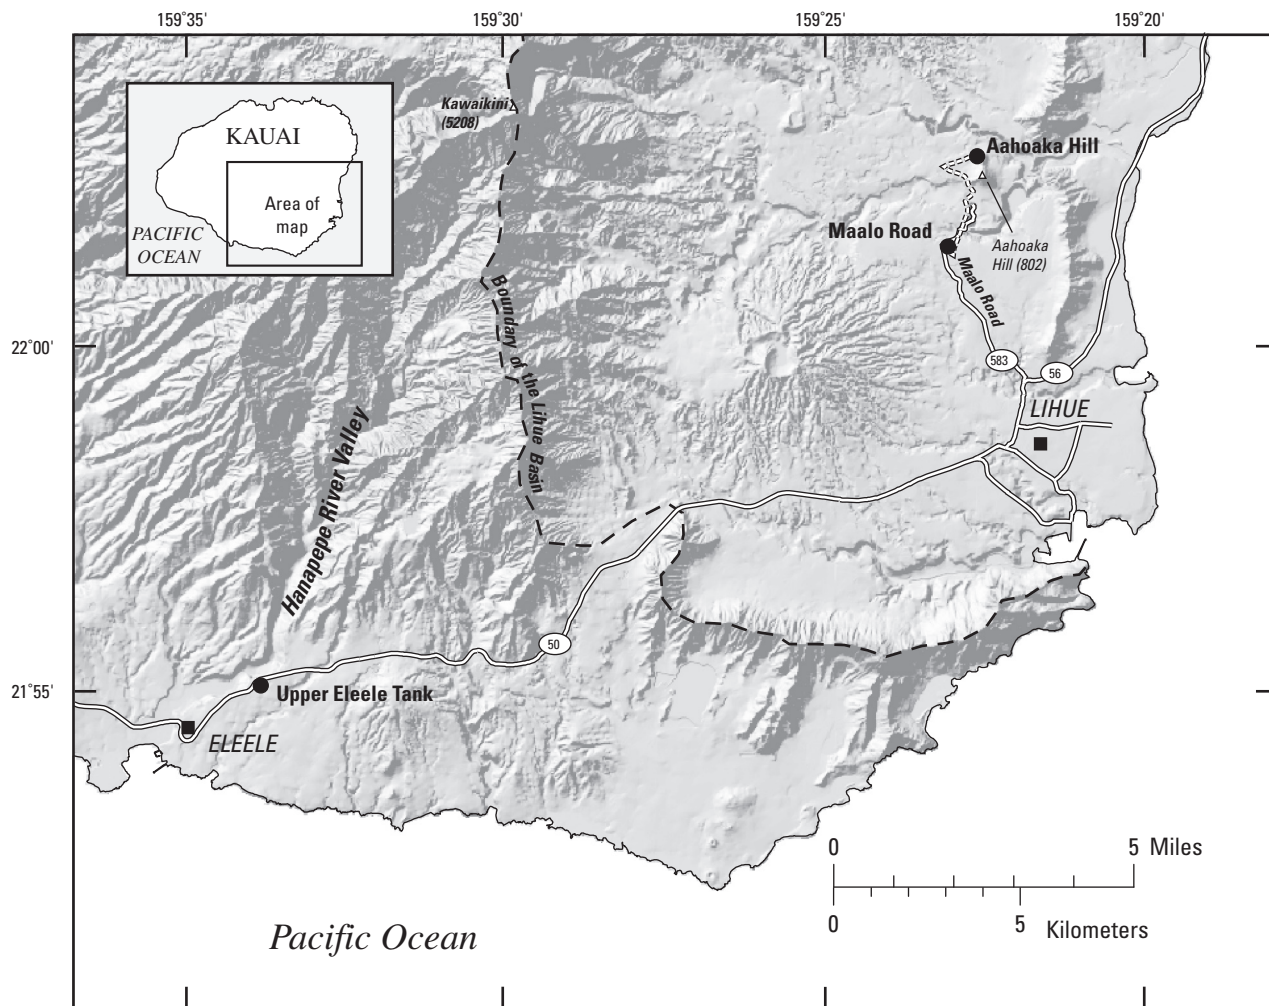 159°35'
159°30'
159°25'
159°20'
Kawaikini
(5208)
KAUAI
Area of
map
PACIFIC
OCEAN
Aahoaka Hill
Maalo Road
Aahoaka
Hill (802)
Maalo Road
Boundary of the Lihue Basin
22°00'
583
56
LIHUE
Hanapepe River Valley
50
21°55'
Upper Eleele Tank
ELEELE
0
5 Miles
0
5
Kilometers
Pacific Ocean